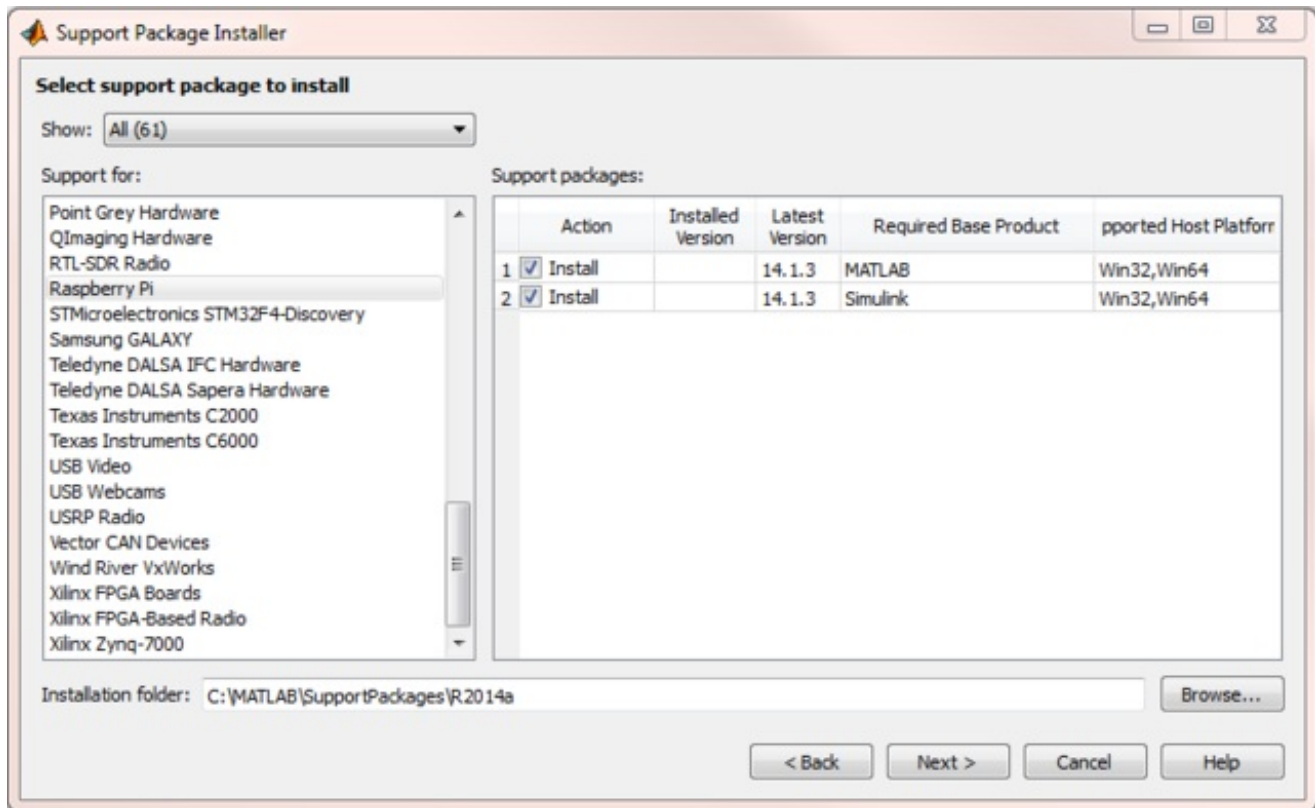 Support Package Installer
Select support package to install
Show: All (61)
Support for:
Point Grey Hardware
QImaging Hardware
RTL-SDR Radio
Raspberry Pi
STMicroelectronics STM32F4-Discovery
Samsung GALAXY
Teledyne DALSA IFC Hardware
Teledyne DALSA Sapera Hardware
Texas Instruments C2000
Texas Instruments C6000
USB Video
USB Webcams
USRP Radio
Vector CAN Devices
Wind River VxWorks
Xilinx FPGA Boards
Xilinx FPGA-Based Radio
Xilinx Zynq-7000
Support packages:
Action Installed Version Latest Version Required Base Product pported Host Platforr
1 Install 14.1.3 MATLAB Win32,Win64
2 Install 14.1.3 Simulink Win32,Win64
Installation folder: C:\MATLAB\SupportPackages\R2014a Browse...
< Back Next > Cancel Help